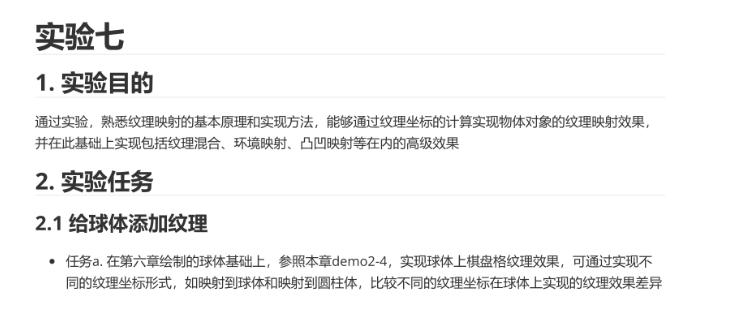 实验七
1. 实验目的
通过实验，熟悉纹理映射的基本原理和实现方法，能够通过纹理坐标的计算实现物体对象的纹理映射效果，
并在此基础上实现包括纹理混合、环境映射、凸凹映射等在内的高级效果
2. 实验任务
2.1 给球体添加纹理
• 任务a. 在第六章绘制的球体基础上，参照本章demo2-4，实现球体上棋盘格纹理效果，可通过实现不
同的纹理坐标形式，如映射到球体和映射到圆柱体，比较不同的纹理坐标在球体上实现的纹理效果差异